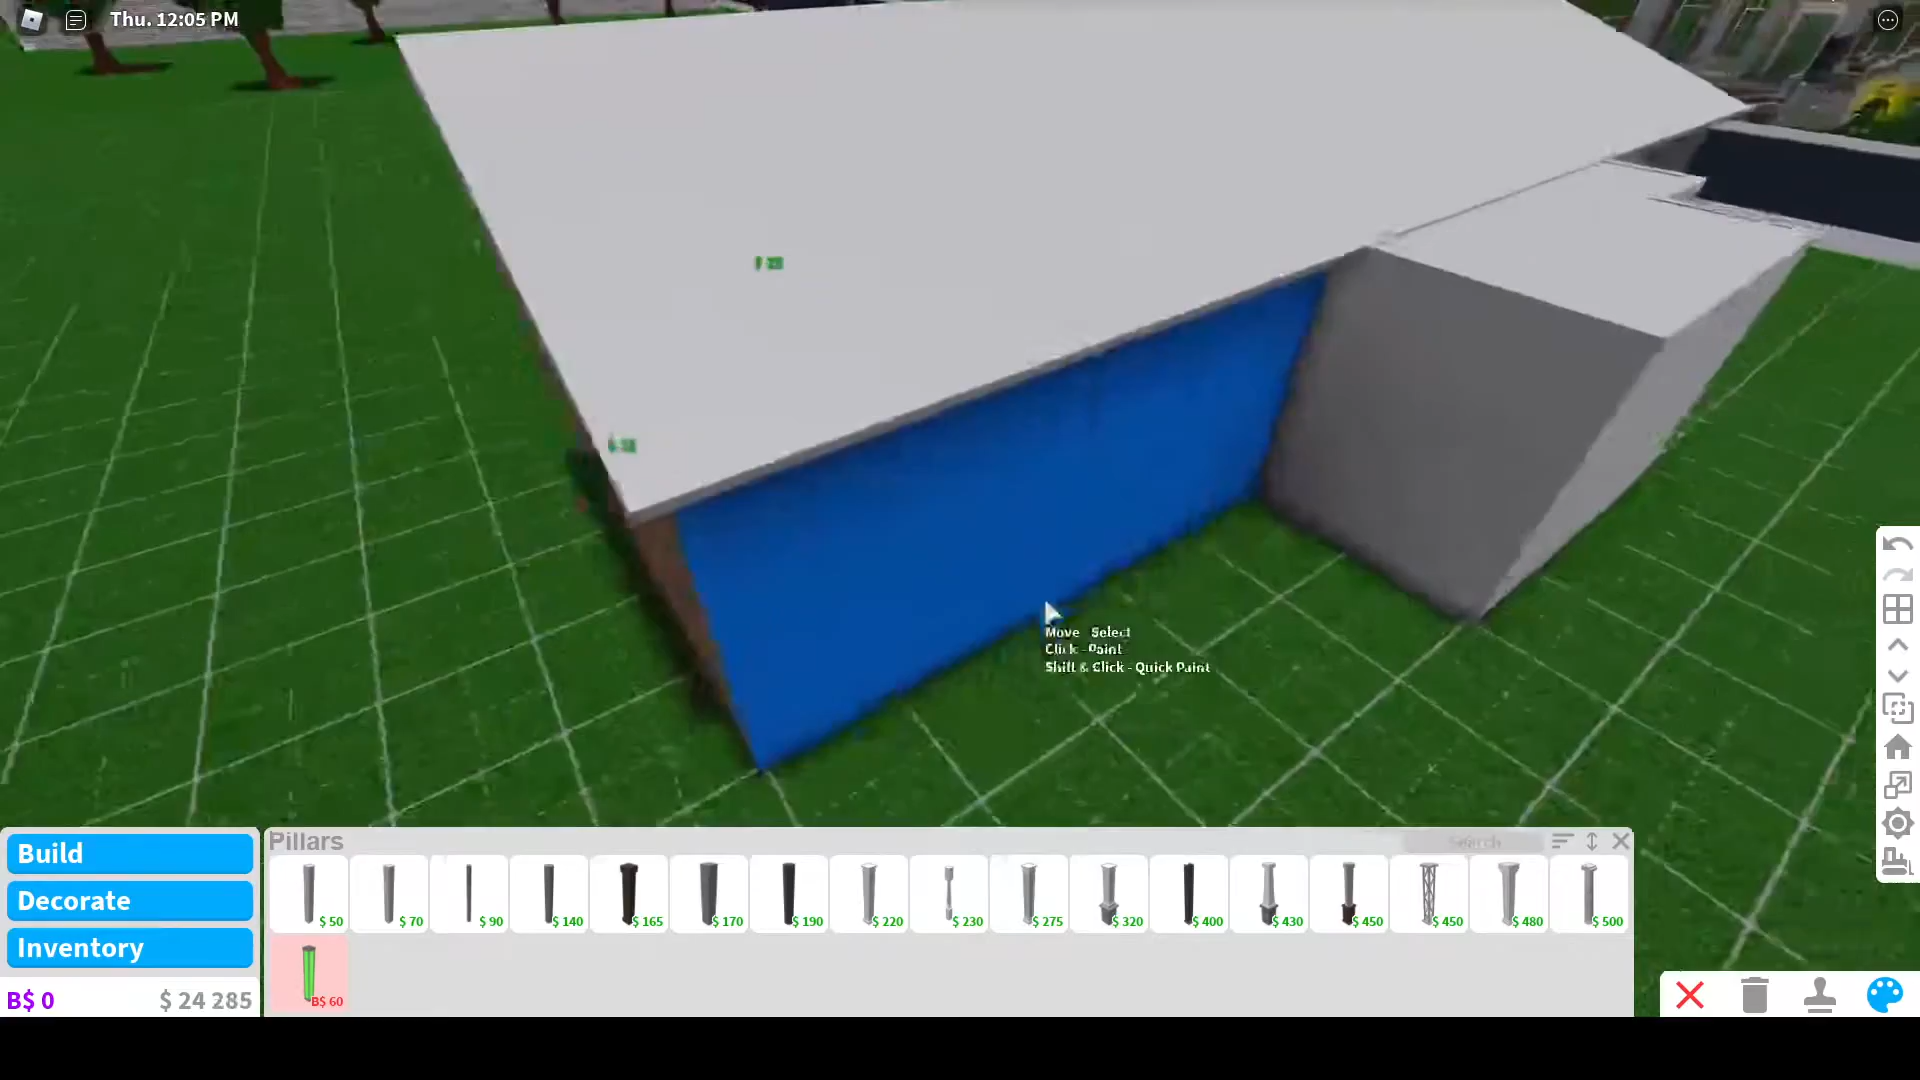 Thu. 12:05 PM
Move Select
Click - Paint
Shift & Click - Quick Paint
Build
Decorate
Inventory
B$ 0 $ 24 285
Pillars
Search
$ 50 $ 70 $ 90 $ 140 $ 165 $ 170 $ 190 $ 220 $ 230 $ 275 $ 320 $ 400 $ 430 $ 450 $ 450 $ 480 $ 500
B$ 60